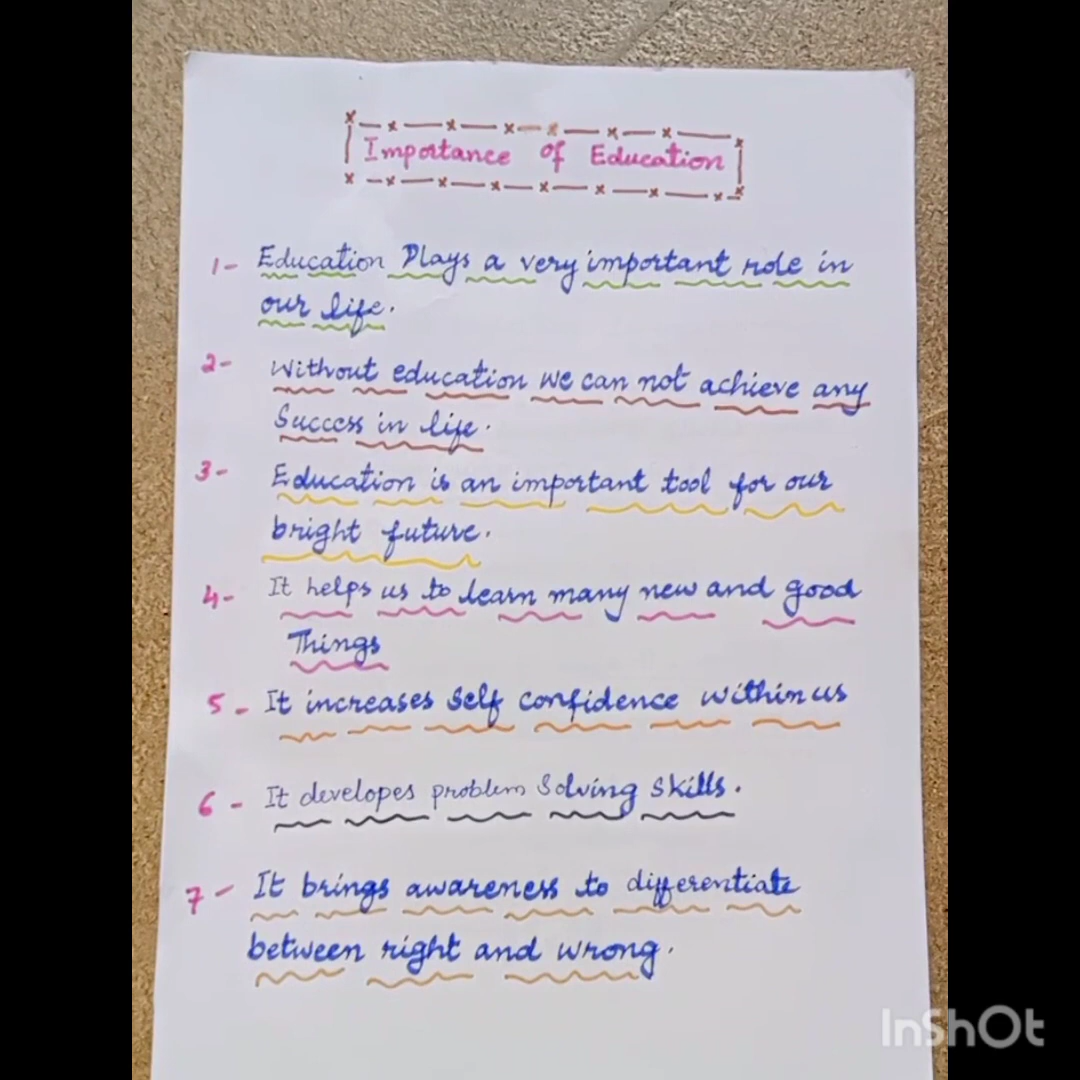 Importance of Education
1- Education Plays a very important role in
our life.
2- Without education we can not achieve any
Success in life.
3- Education is an important tool for our
bright future.
4- It helps us to learn many new and good
Things
5- It increases self confidence within us
6- It developes problem solving skills.
7- It brings awareness to differentiate
between right and wrong.
InShOt